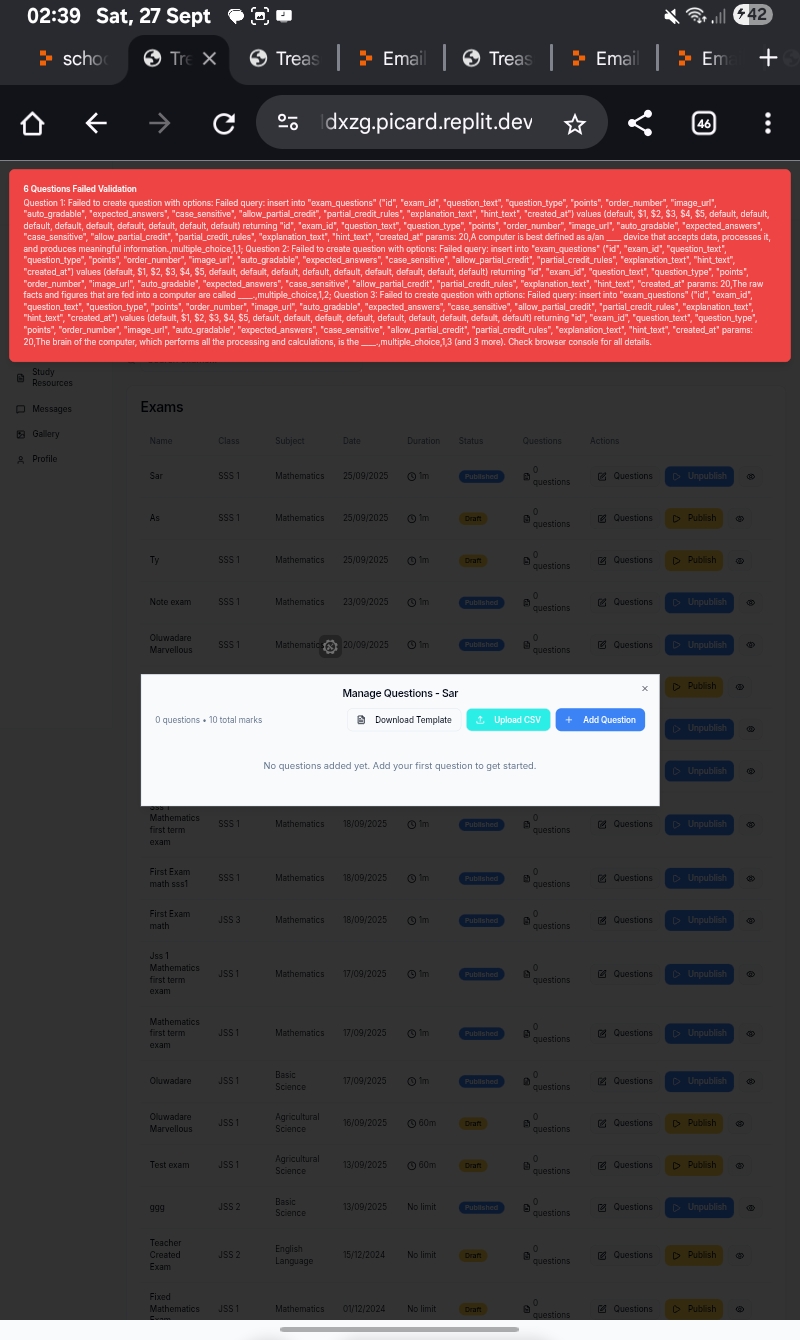 02:39 Sat, 27 Sept
42
schoo
Tre
Treas
Email
Treas
Email
Ema
dxzg.picard.replit.dev
46
6 Questions Failed Validation
Question 1: Failed to create question with options: Failed query: insert into "exam_questions" ("id", "exam_id", "question_text", "question_type", "points", "order_number", "image_url",
"auto_gradable", "expected_answers", "case_sensitive", "allow_partial_credit", "partial_credit_rules", "explanation_text", "hint_text", "created_at") values (default, $1, $2, $3, $4, $5, default, default,
default, default, default, default, default, default, default) returning "id", "exam_id", "question_text", "question_type", "points", "order_number", "image_url", "auto_gradable", "expected_answers",
"case_sensitive", "allow_partial_credit", "partial_credit_rules", "explanation_text", "hint_text", "created_at" params: 20,A computer is best defined as a/an ____ device that accepts data, processes it,
and produces meaningful information.,multiple_choice,1,1; Question 2: Failed to create question with options: Failed query: insert into "exam_questions" ("id", "exam_id", "question_text",
"question_type", "points", "order_number", "image_url", "auto_gradable", "expected_answers", "case_sensitive", "allow_partial_credit", "partial_credit_rules", "explanation_text", "hint_text",
"created_at") values (default, $1, $2, $3, $4, $5, default, default, default, default, default, default, default, default, default) returning "id", "exam_id", "question_text", "question_type", "points",
"order_number", "image_url", "auto_gradable", "expected_answers", "case_sensitive", "allow_partial_credit", "partial_credit_rules", "explanation_text", "hint_text", "created_at" params: 20,The raw
facts and figures that are fed into a computer are called ____.,multiple_choice,1,2; Question 3: Failed to create question with options: Failed query: insert into "exam_questions" ("id", "exam_id",
"question_text", "question_type", "points", "order_number", "image_url", "auto_gradable", "expected_answers", "case_sensitive", "allow_partial_credit", "partial_credit_rules", "explanation_text",
"hint_text", "created_at") values (default, $1, $2, $3, $4, $5, default, default, default, default, default, default, default, default, default) returning "id", "exam_id", "question_text", "question_type",
"points", "order_number", "image_url", "auto_gradable", "expected_answers", "case_sensitive", "allow_partial_credit", "partial_credit_rules", "explanation_text", "hint_text", "created_at" params:
20,The brain of the computer, which performs all the processing and calculations, is the ____.,multiple_choice,1,3 (and 3 more). Check browser console for all details.
Study
Resources
Messages
Gallery
Profile
Exams
Name Class Subject Date Duration Status Questions Actions
Sar SSS 1 Mathematics 25/09/2025 1m Published 0 questions Questions Unpublish
As SSS 1 Mathematics 25/09/2025 1m Draft 0 questions Questions Publish
Ty SSS 1 Mathematics 25/09/2025 1m Draft 0 questions Questions Publish
Note exam SSS 1 Mathematics 23/09/2025 1m Published 0 questions Questions Unpublish
Oluwadare Marvellous SSS 1 Mathematics 20/09/2025 1m Published 0 questions Questions Unpublish
Publish
Manage Questions - Sar
0 questions • 10 total marks
Download Template
Upload CSV
Add Question
Unpublish
No questions added yet. Add your first question to get started.
Unpublish
Jss 1 Mathematics first term exam SSS 1 Mathematics 18/09/2025 1m Published 0 questions Questions Unpublish
First Exam math sss1 SSS 1 Mathematics 18/09/2025 1m Published 0 questions Questions Unpublish
First Exam math JSS 3 Mathematics 18/09/2025 1m Published 0 questions Questions Unpublish
Jss 1 Mathematics first term exam JSS 1 Mathematics 17/09/2025 1m Published 0 questions Questions Unpublish
Mathematics first term exam JSS 1 Mathematics 17/09/2025 1m Published 0 questions Questions Unpublish
Oluwadare JSS 1 Basic Science 17/09/2025 1m Published 0 questions Questions Unpublish
Oluwadare Marvellous JSS 1 Agricultural Science 16/09/2025 60m Draft 0 questions Questions Publish
Test exam JSS 1 Agricultural Science 13/09/2025 60m Draft 0 questions Questions Publish
ggg JSS 2 Basic Science 13/09/2025 No limit Published 0 questions Questions Unpublish
Teacher Created Exam JSS 2 English Language 15/12/2024 No limit Draft 0 questions Questions Publish
Fixed Mathematics JSS 1 Mathematics 01/12/2024 No limit Draft 0 questions Questions Publish